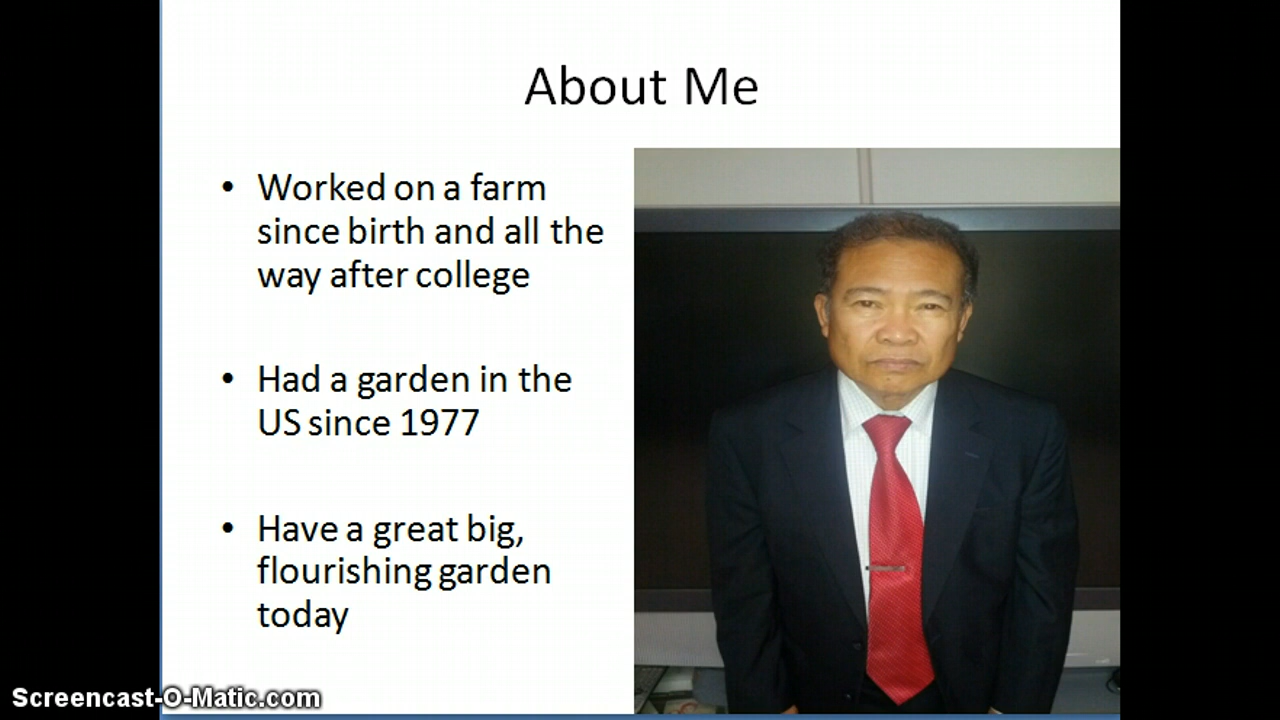 About Me
• Worked on a farm
since birth and all the
way after college
• Had a garden in the
US since 1977
• Have a great big,
flourishing garden
today
Screencast-O-Matic.com